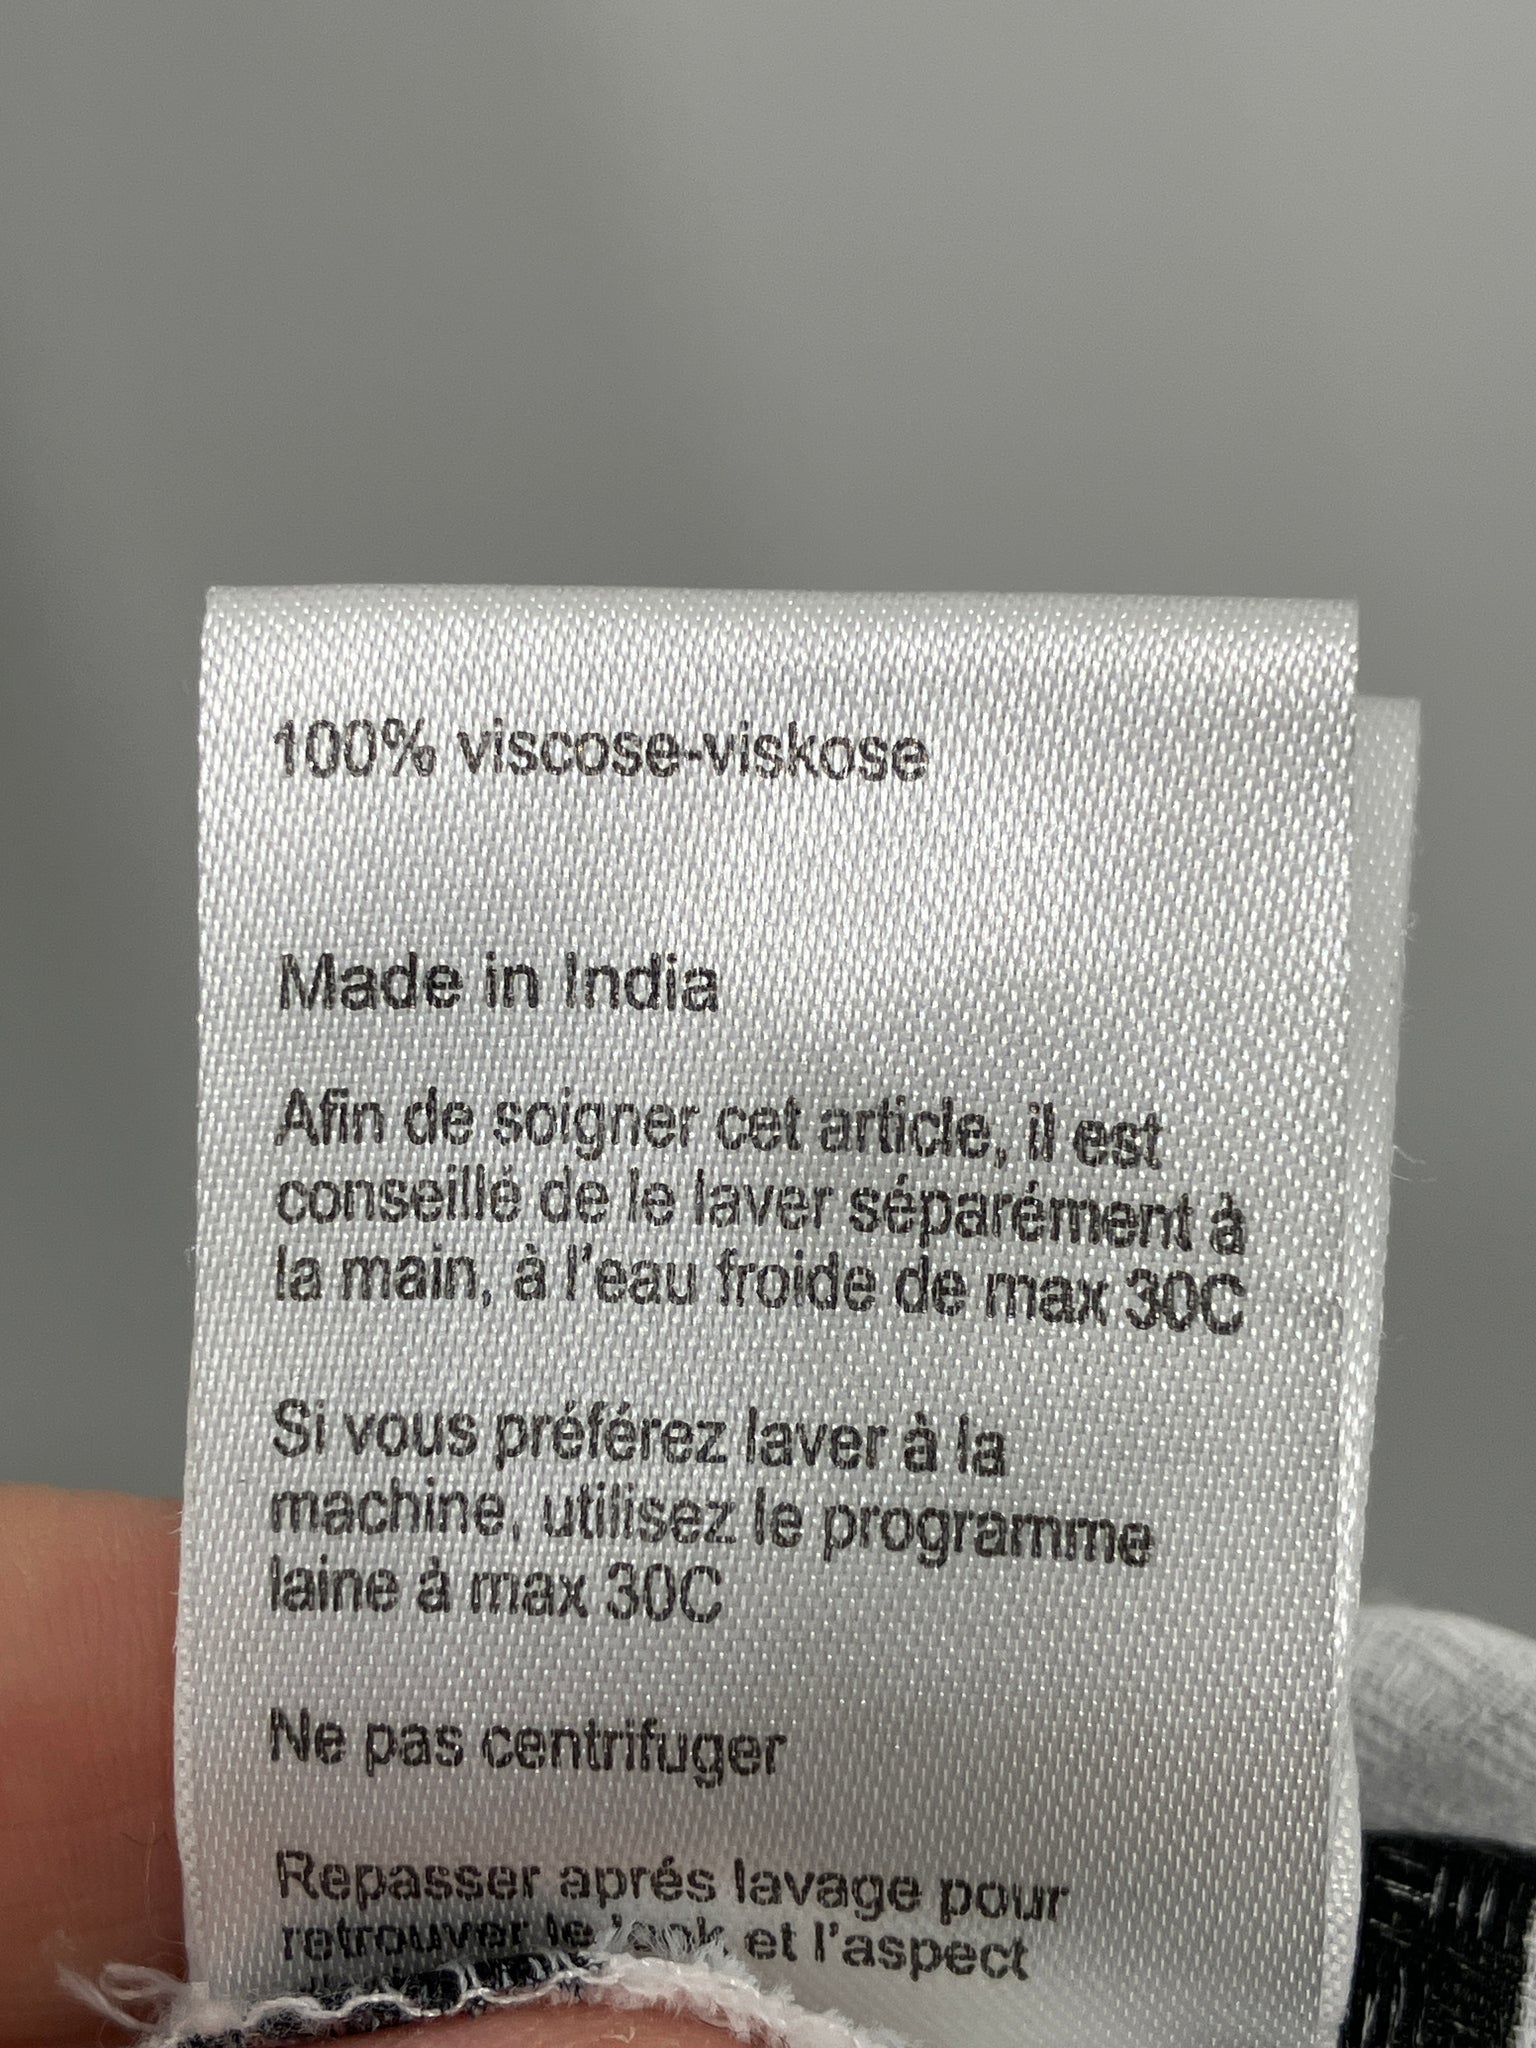 100% viscose-viskose
Made in India
Afin de soigner cet article, il est
conseillé de le laver séparément à
la main, à l'eau froide de max 30C
Si vous préférez laver à la
machine, utilisez le programme
laine à max 30C
Ne pas centrifuger
Repasser aprés lavage pour
retrouver le et l'aspect